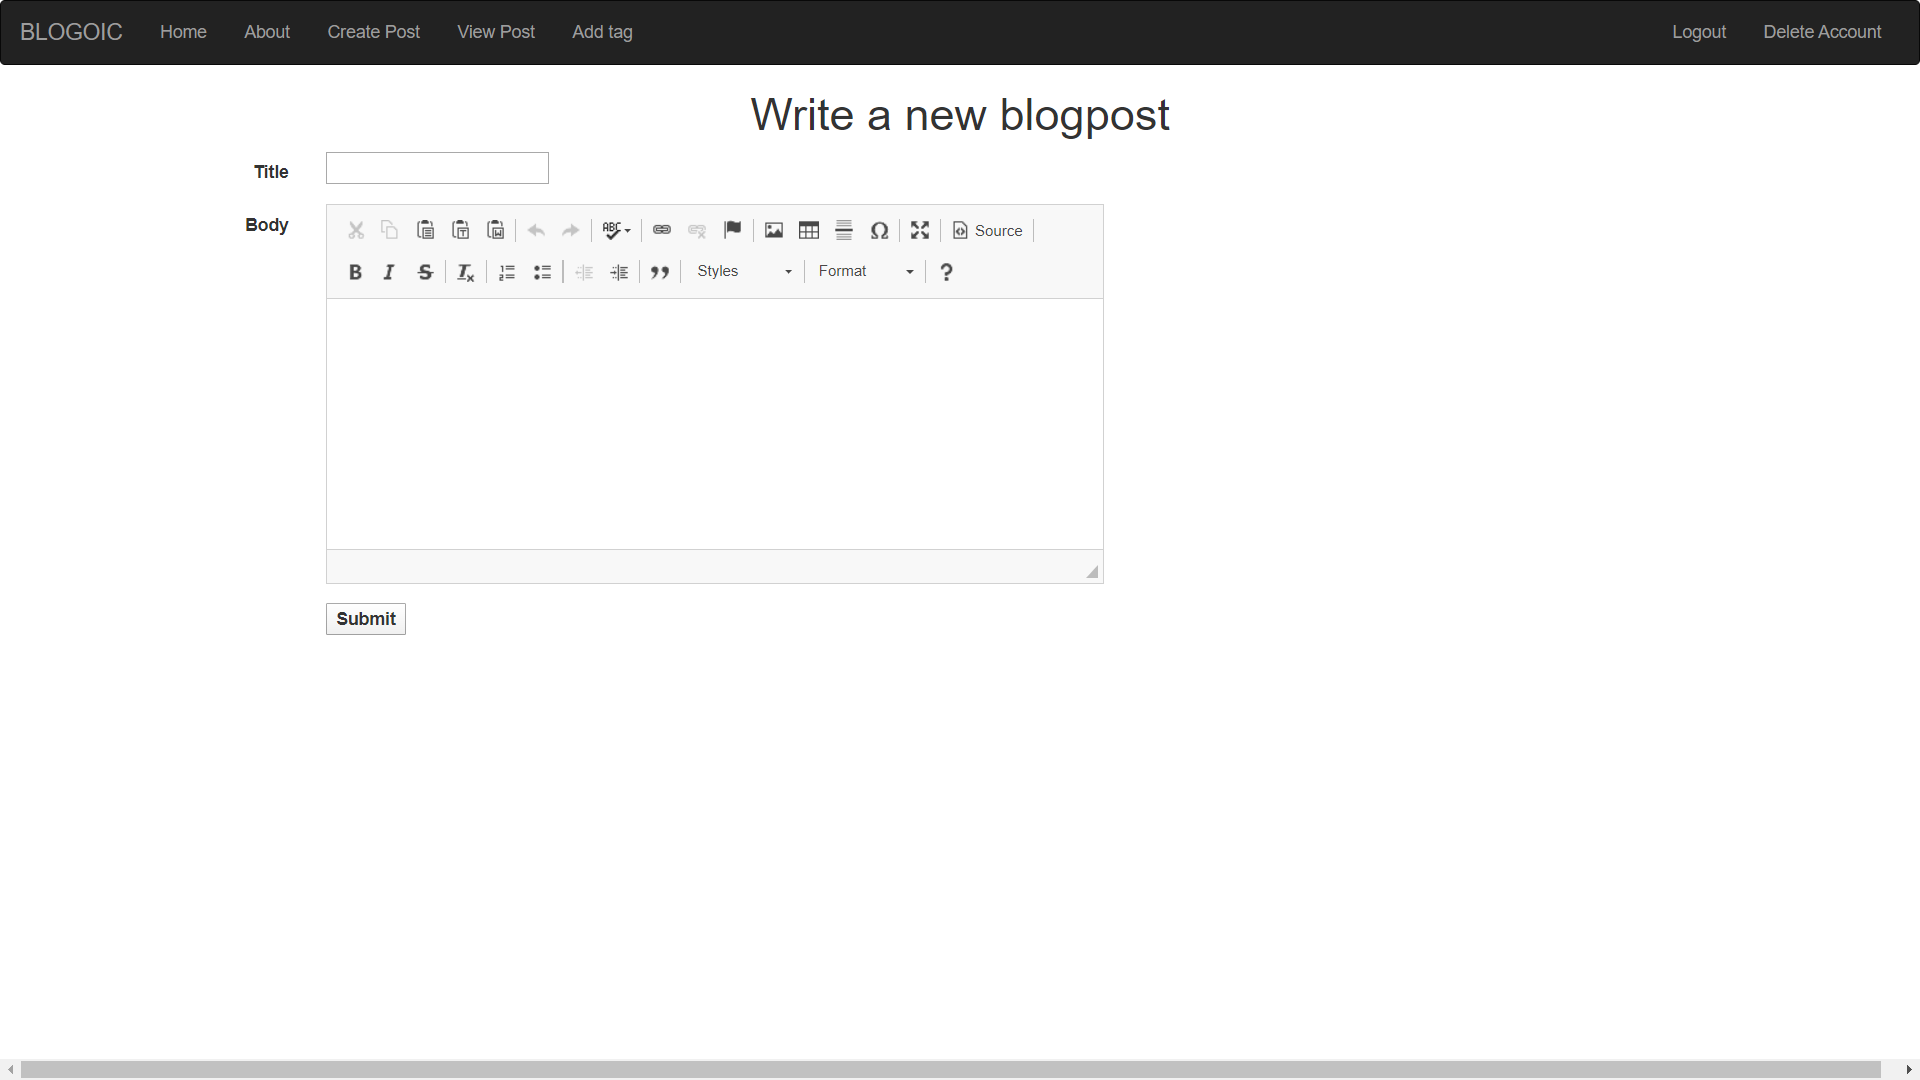 BLOGOIC Home About Create Post View Post Add tag Logout Delete Account
Write a new blogpost
Title
Body
Source
Styles Format
Submit